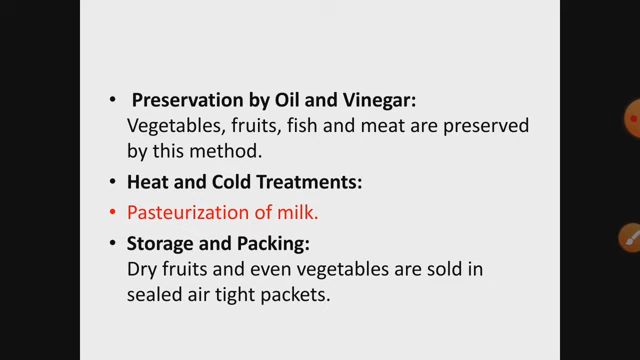 • Preservation by Oil and Vinegar:
Vegetables, fruits, fish and meat are preserved
by this method.
• Heat and Cold Treatments:
• Pasteurization of milk.
• Storage and Packing:
Dry fruits and even vegetables are sold in
sealed air tight packets.